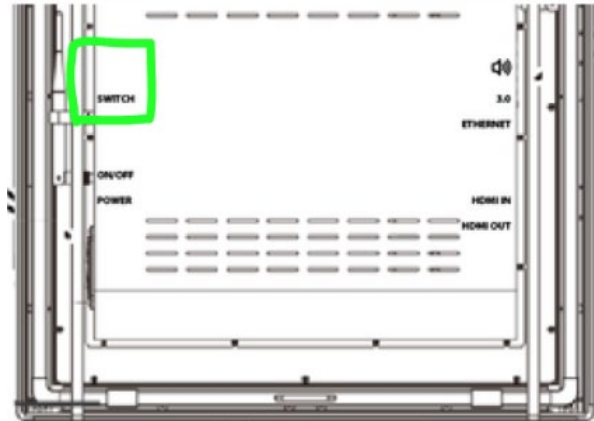 SWITCH
3.0
ETHERNET
ON/OFF
POWER
HDMI IN
HDMI OUT